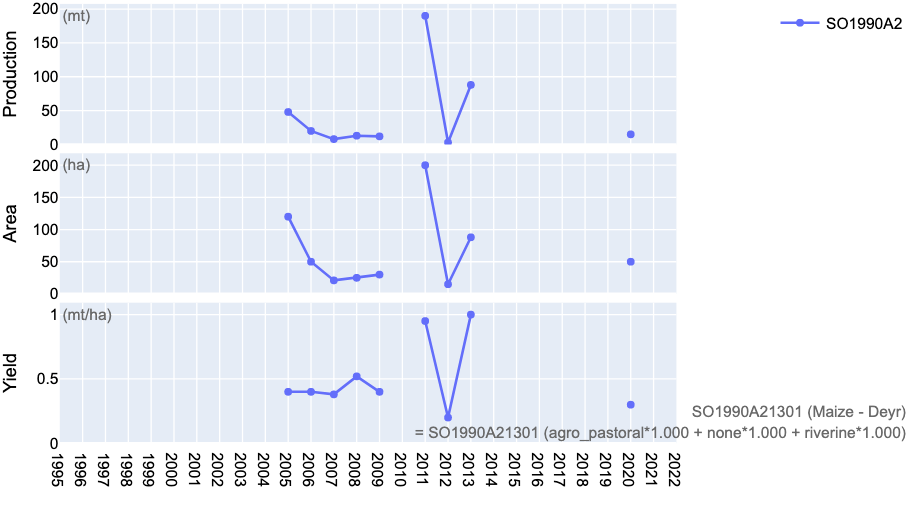 SO1990A2
Production
(mt)
200
150
100
50
0
Area
(ha)
200
150
100
50
0
Yield
(mt/ha)
1
0.5
0
SO1990A21301 (Maize - Deyr)
= SO1990A21301 (agro_pastoral*1.000 + none*1.000 + riverine*1.000)
1995 1996 1997 1998 1999 2000 2001 2002 2003 2004 2005 2006 2007 2008 2009 2010 2011 2012 2013 2014 2015 2016 2017 2018 2019 2020 2021 2022